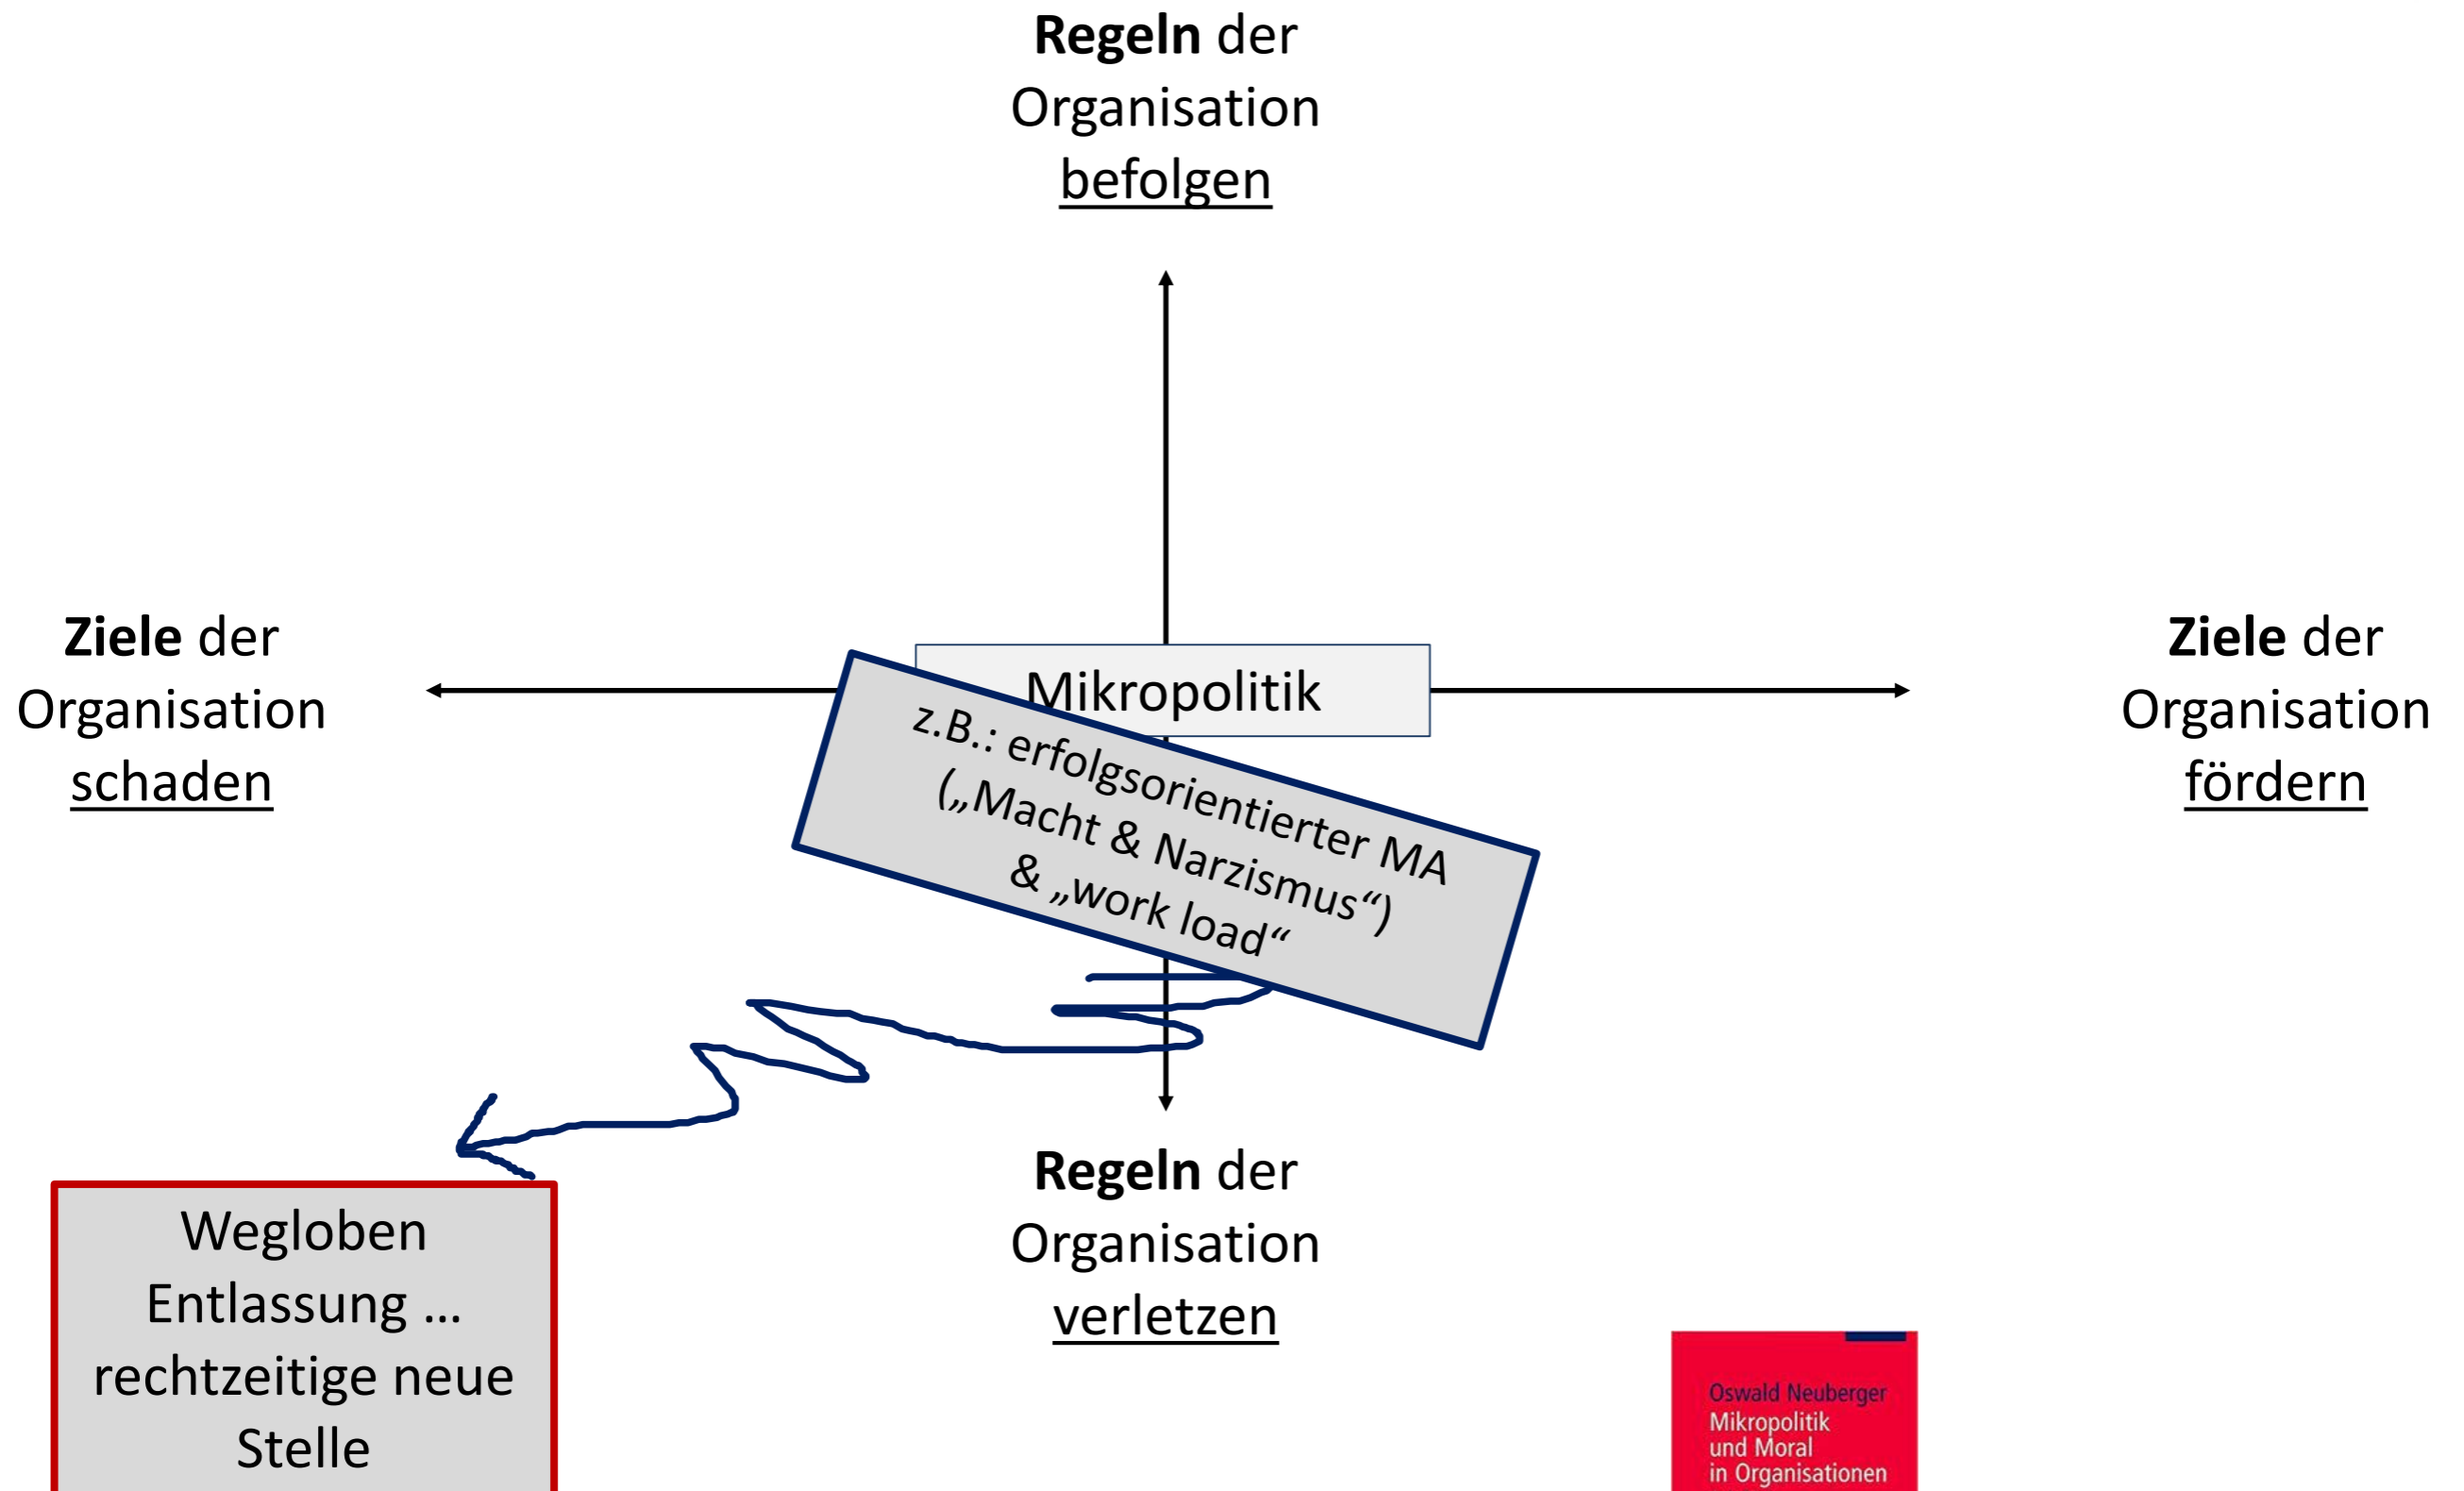 Regeln der
Organisation
befolgen
Ziele der
Organisation
schaden
Mikropolitik
Ziele der
Organisation
fördern
z.B.: erfolgsorientierter MA
(„Macht & Narzismus“)
& „work load“
Regeln der
Organisation
verletzen
Wegloben
Entlassung ...
rechtzeitige neue
Stelle
Oswald Neuberger
Mikropolitik
und Moral
in Organisationen